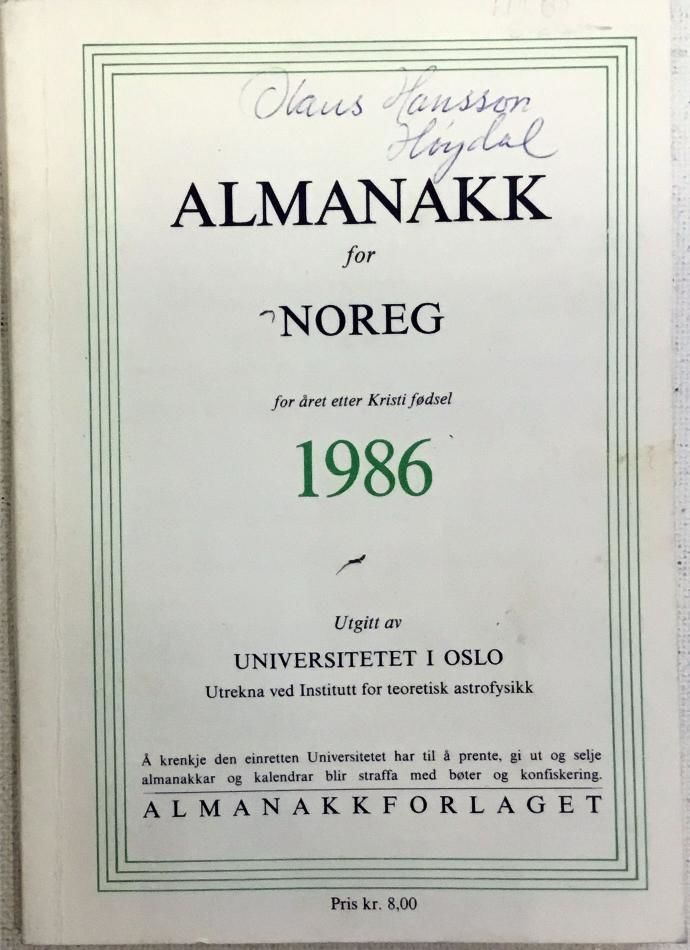 Olaus Hansson
Høydal
ALMANAKK
for
NOREG
for året etter Kristi fødsel
1986
Utgitt av
UNIVERSITETET I OSLO
Utrekna ved Institutt for teoretisk astrofysikk
Å krenkje den einretten Universitetet har til å prente, gi ut og selje
almanakkar og kalendrar blir straffa med bøter og konfiskering.
ALMANAKKFORLAGET
Pris kr. 8,00